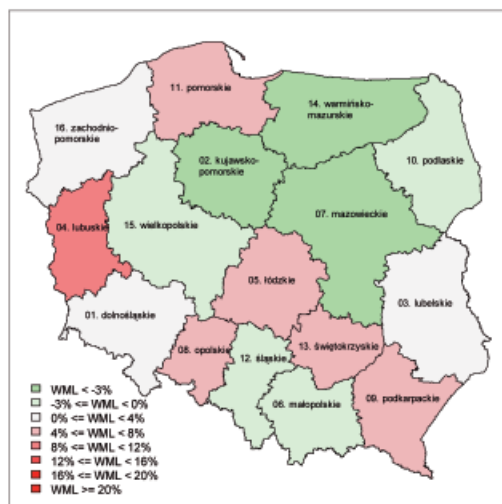 11. pomorskie
14. warmińsko-
mazurskie
16. zachodnio-
pomorskie
02. kujawsko-
pomorskie
10. podlaskie
04. lubuskie
15. wielkopolskie
07. mazowieckie
05. łódzkie
03. lubelskie
01. dolnośląskie
08. opolskie
12. śląskie
13. świętokrzyskie
06. małopolskie
09. podkarpackie
WML < -3%
-3% <= WML < 0%
0% <= WML < 4%
4% <= WML < 8%
8% <= WML < 12%
12% <= WML < 16%
16% <= WML < 20%
WML >= 20%